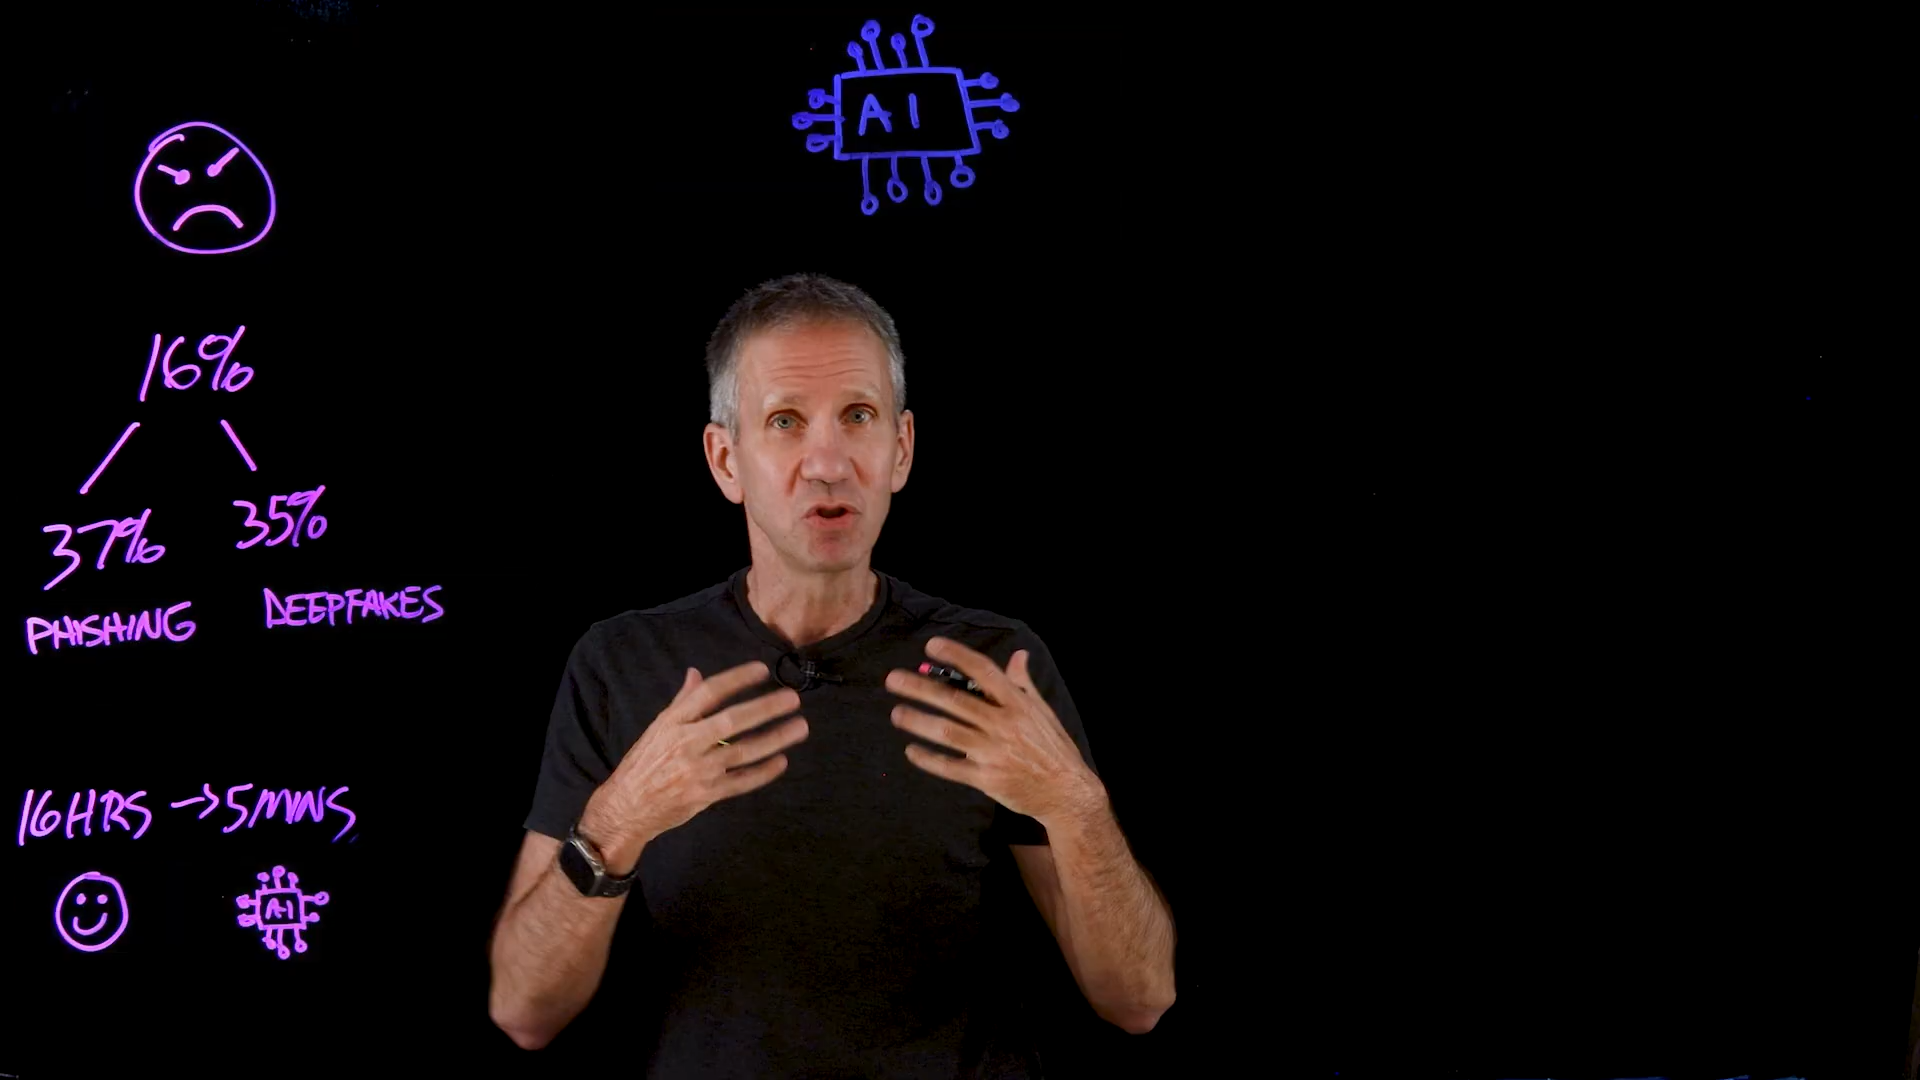 AI
16%
37% 35%
PHISHING DEEPFAKES
16HRS → 5MINS
AI